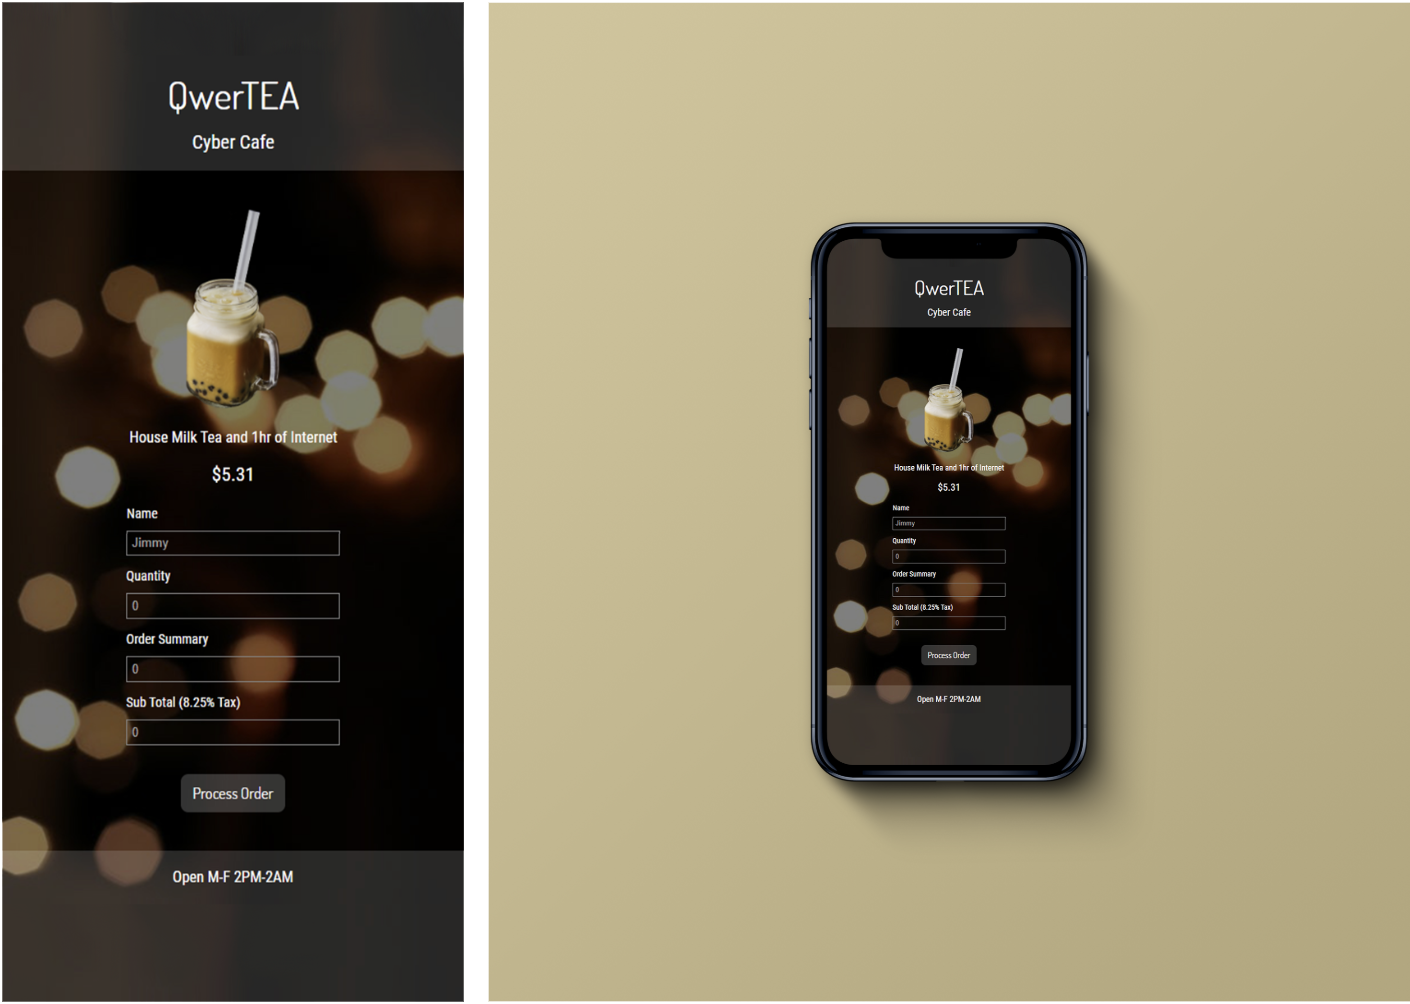 QwerTEA
Cyber Cafe
House Milk Tea and 1hr of Internet
$5.31
Name
Jimmy
Quantity
0
Order Summary
0
Sub Total (8.25% Tax)
0
Process Order
Open M-F 2PM-2AM
QwerTEA
Cyber Cafe
House Milk Tea and 1hr of Internet
$5.31
Name
Jimmy
Quantity
0
Order Summary
0
Sub Total (8.25% Tax)
0
Process Order
Open M-F 2PM-2AM